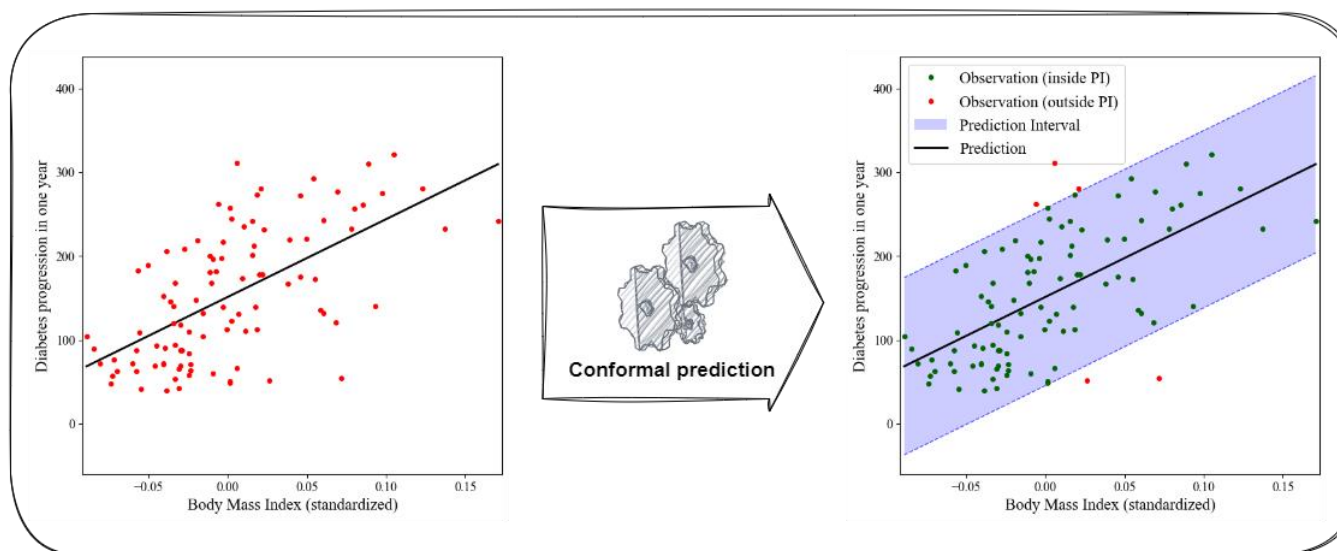 400
300
200
100
0
Diabetes progression in one year
−0.05
0.00
0.05
0.10
0.15
Body Mass Index (standardized)
Conformal prediction
Observation (inside PI)
Observation (outside PI)
Prediction Interval
Prediction
400
300
200
100
0
Diabetes progression in one year
−0.05
0.00
0.05
0.10
0.15
Body Mass Index (standardized)